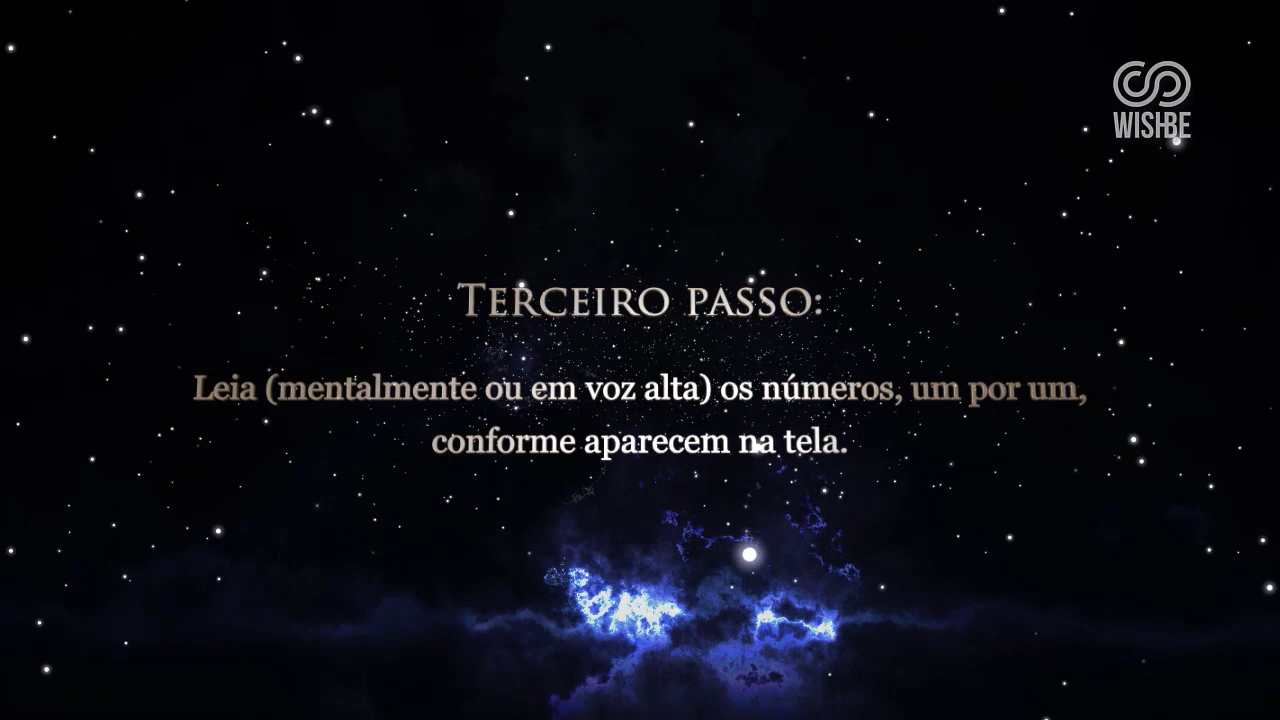 WISHBE
Terceiro passo:
Leia (mentalmente ou em voz alta) os números, um por um,
conforme aparecem na tela.